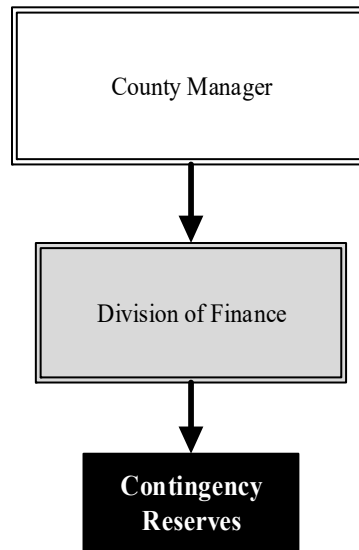 County Manager
Division of Finance
Contingency
Reserves